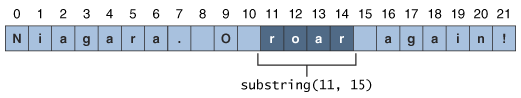 0 1 2 3 4 5 6 7 8 9 10 11 12 13 14 15 16 17 18 19 20 21
N i a g a r a . O r o a r a g a i n !
substring(11, 15)